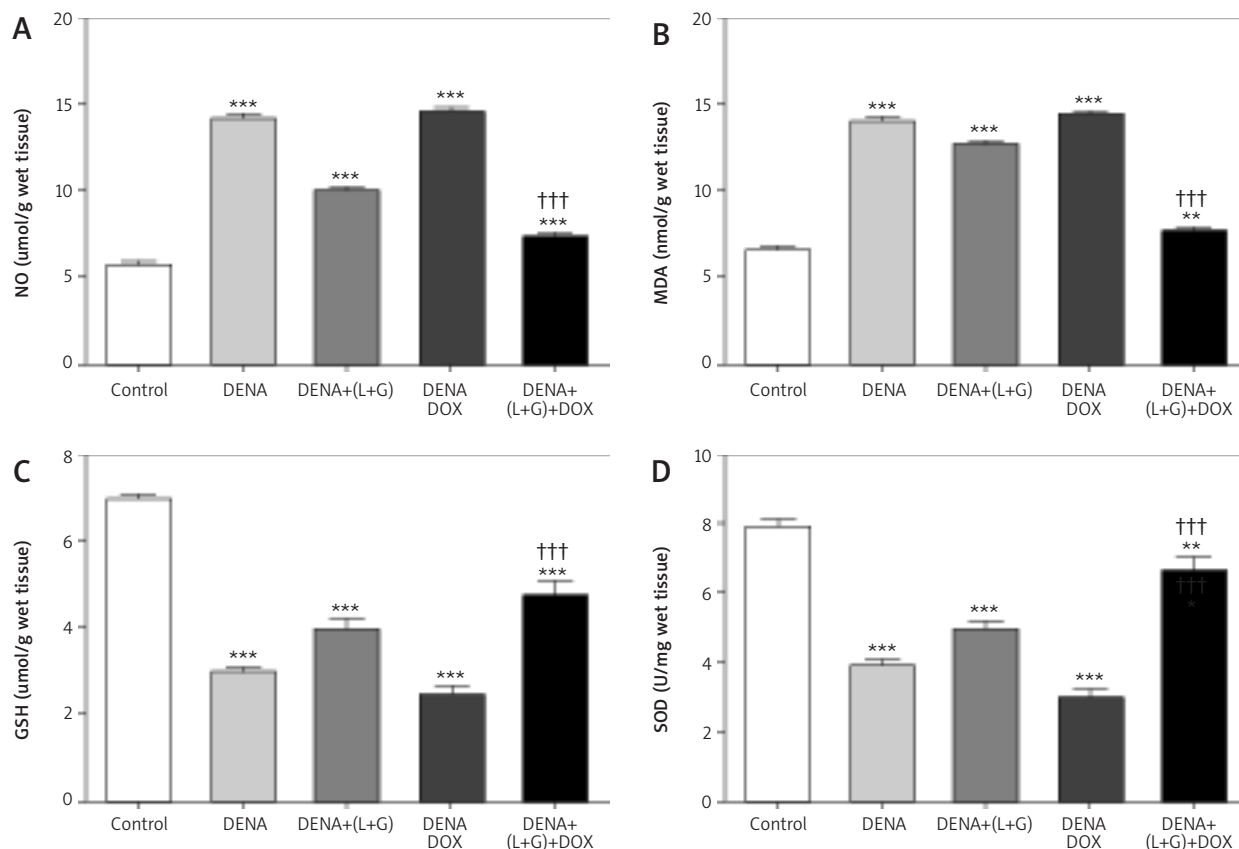 A
NO (umol/g wet tissue)
20
15
10
5
0
***
***
***
†††
***
Control
DENA
DENA+(L+G)
DENA
DOX
DENA+
(L+G)+DOX
B
MDA (nmol/g wet tissue)
20
15
10
5
0
***
***
***
†††
**
Control
DENA
DENA+(L+G)
DENA
DOX
DENA+
(L+G)+DOX
C
GSH (umol/g wet tissue)
8
6
4
2
0
***
***
***
†††
***
Control
DENA
DENA+(L+G)
DENA
DOX
DENA+
(L+G)+DOX
D
SOD (U/mg wet tissue)
10
8
6
4
2
0
***
***
***
†††
**
†††
*
Control
DENA
DENA+(L+G)
DENA
DOX
DENA+
(L+G)+DOX